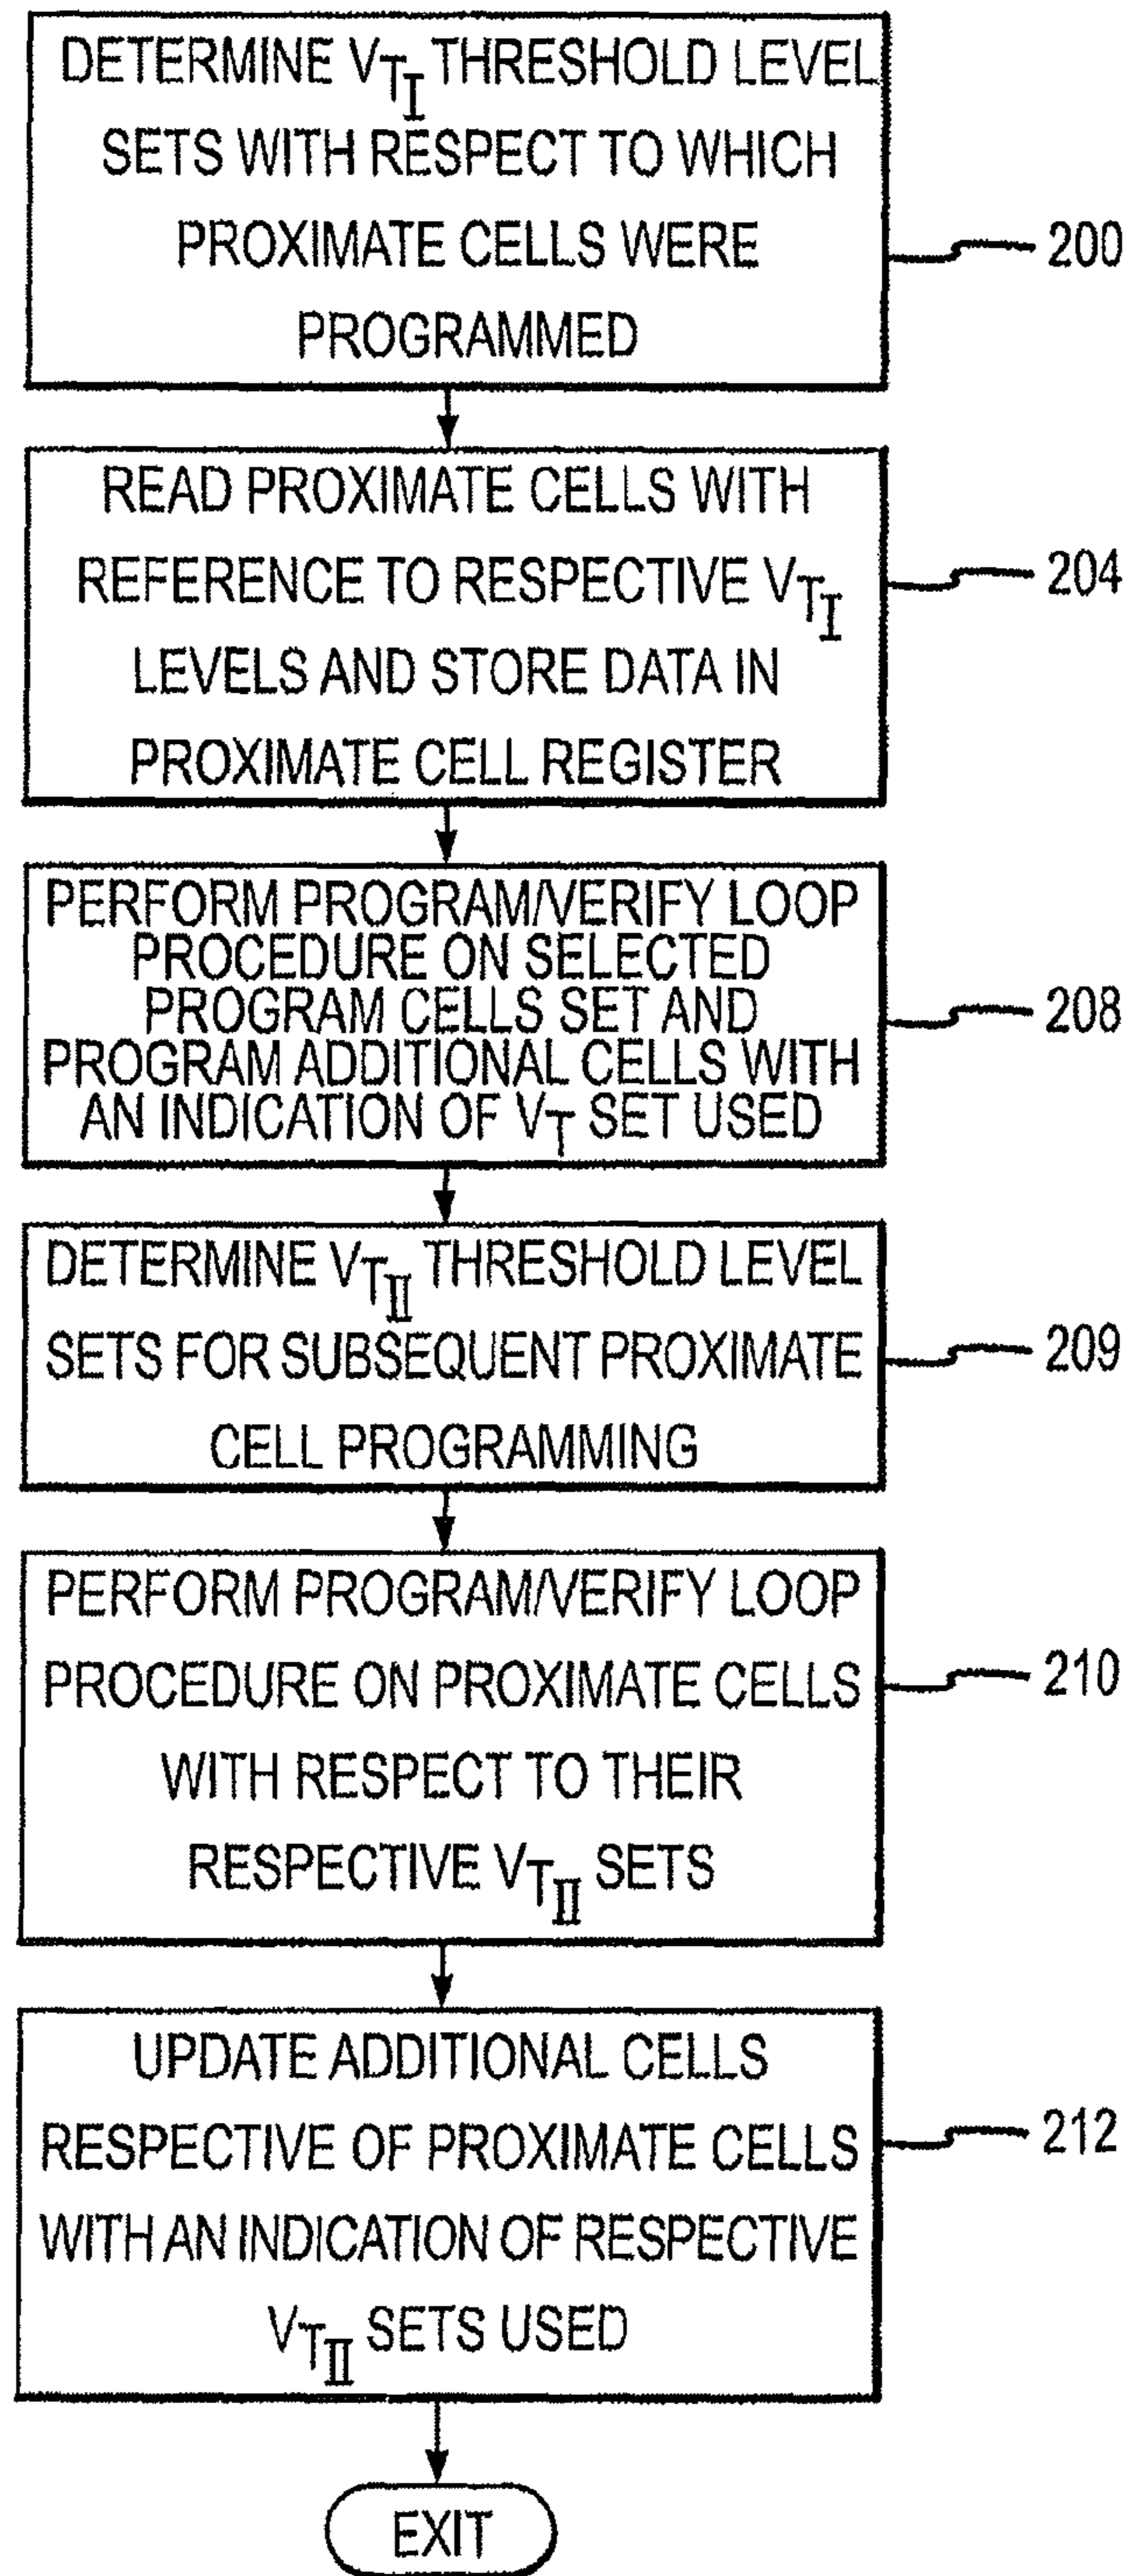 DETERMINE VTI THRESHOLD LEVEL
SETS WITH RESPECT TO WHICH
PROXIMATE CELLS WERE
PROGRAMMED
200
READ PROXIMATE CELLS WITH
REFERENCE TO RESPECTIVE VTI
LEVELS AND STORE DATA IN
PROXIMATE CELL REGISTER
204
PERFORM PROGRAM/VERIFY LOOP
PROCEDURE ON SELECTED
PROGRAM CELLS SET AND
PROGRAM ADDITIONAL CELLS WITH
AN INDICATION OF VT SET USED
208
DETERMINE VTII THRESHOLD LEVEL
SETS FOR SUBSEQUENT PROXIMATE
CELL PROGRAMMING
209
PERFORM PROGRAM/VERIFY LOOP
PROCEDURE ON PROXIMATE CELLS
WITH RESPECT TO THEIR
RESPECTIVE VTII SETS
210
UPDATE ADDITIONAL CELLS
RESPECTIVE OF PROXIMATE CELLS
WITH AN INDICATION OF RESPECTIVE
VTII SETS USED
212
EXIT